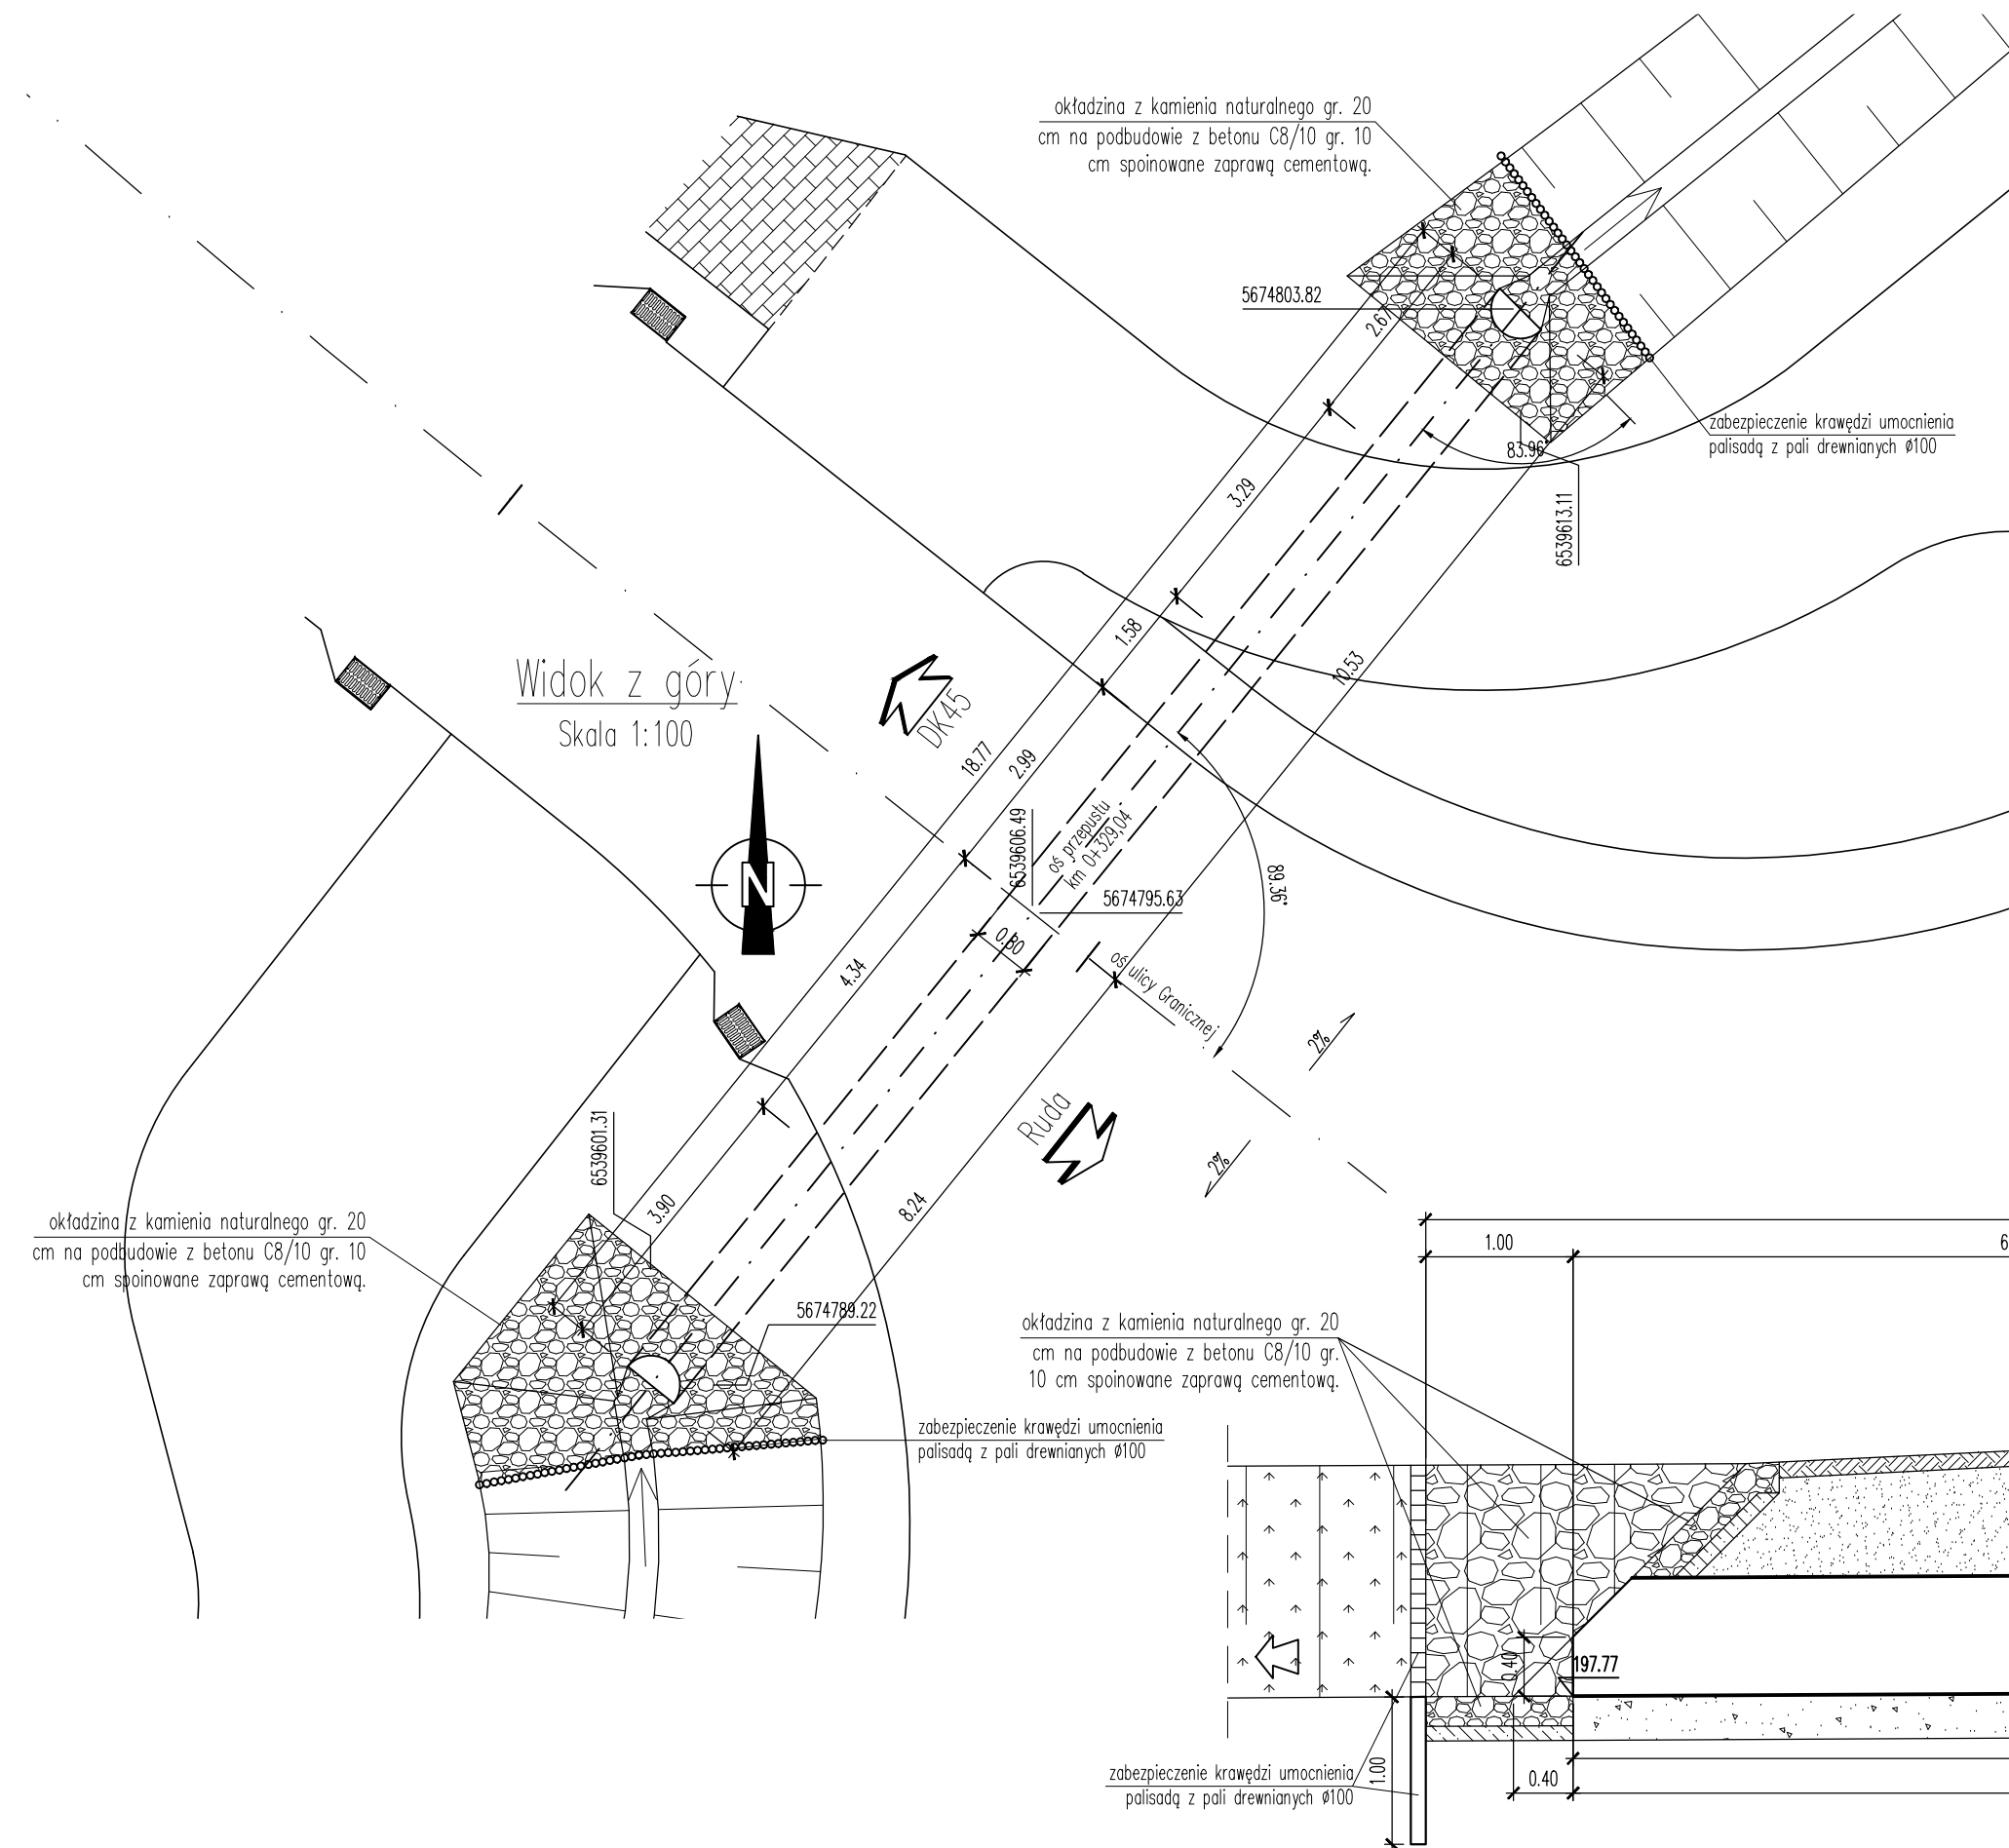 okładzina z kamienia naturalnego gr. 20
cm na podbudowie z betonu C8/10 gr. 10
cm spoinowane zaprawą cementową.
5674803.82
2.67
zabezpieczenie krawędzi umocnienia
palisadą z pali drewnianych Ø100
83.96°
6539613.11
3.29
1.58
10.53
Widok z góry
Skala 1:100
DK45
18.77
2.99
oś przepustu
km 0+329,04
6539606.49
5674795.63
89.36°
N
0.80
4.34
oś ulicy Granicznej
2%
2%
Ruda
6539601.31
3.90
8.24
okładzina z kamienia naturalnego gr. 20
cm na podbudowie z betonu C8/10 gr. 10
cm spoinowane zaprawą cementową.
5674789.22
zabezpieczenie krawędzi umocnienia
palisadą z pali drewnianych Ø100
1.00
6
okładzina z kamienia naturalnego gr. 20
cm na podbudowie z betonu C8/10 gr.
10 cm spoinowane zaprawą cementową.
0.40
197.77
1.00
0.40
zabezpieczenie krawędzi umocnienia
palisadą z pali drewnianych Ø100